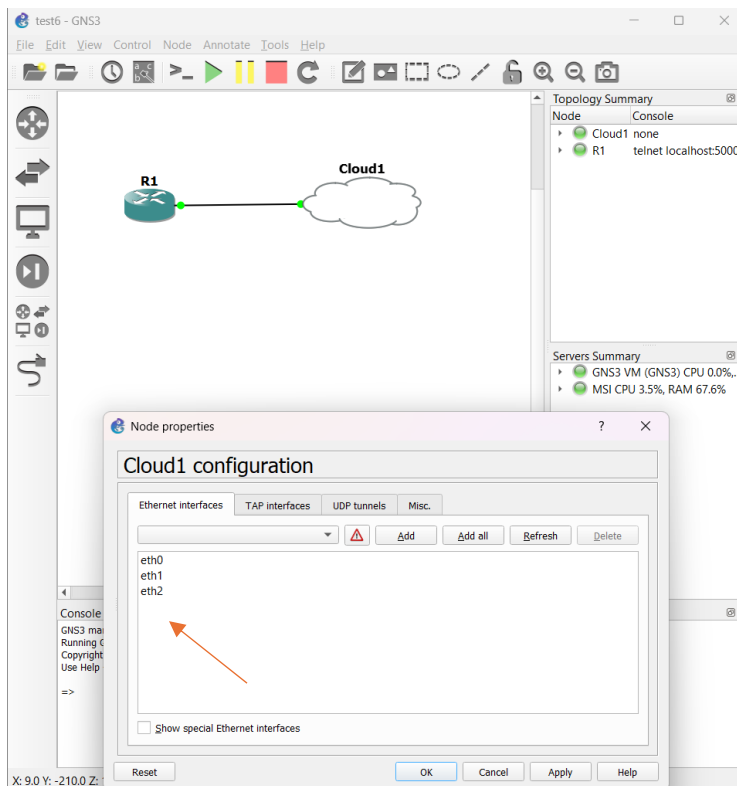 test6 - GNS3
File Edit View Control Node Annotate Tools Help
Topology Summary
Node Console
Cloud1 none
R1 telnet localhost:5000
R1
Cloud1
Servers Summary
GNS3 VM (GNS3) CPU 0.0%,..
MSI CPU 3.5%, RAM 67.6%
Node properties
Cloud1 configuration
Ethernet interfaces TAP interfaces UDP tunnels Misc.
Add Add all Refresh Delete
eth0
eth1
eth2
Show special Ethernet interfaces
Reset OK Cancel Apply Help
Console
GNS3 
Running
Copyright
Use Help
=>
X: 9.0 Y: -210.0 Z: